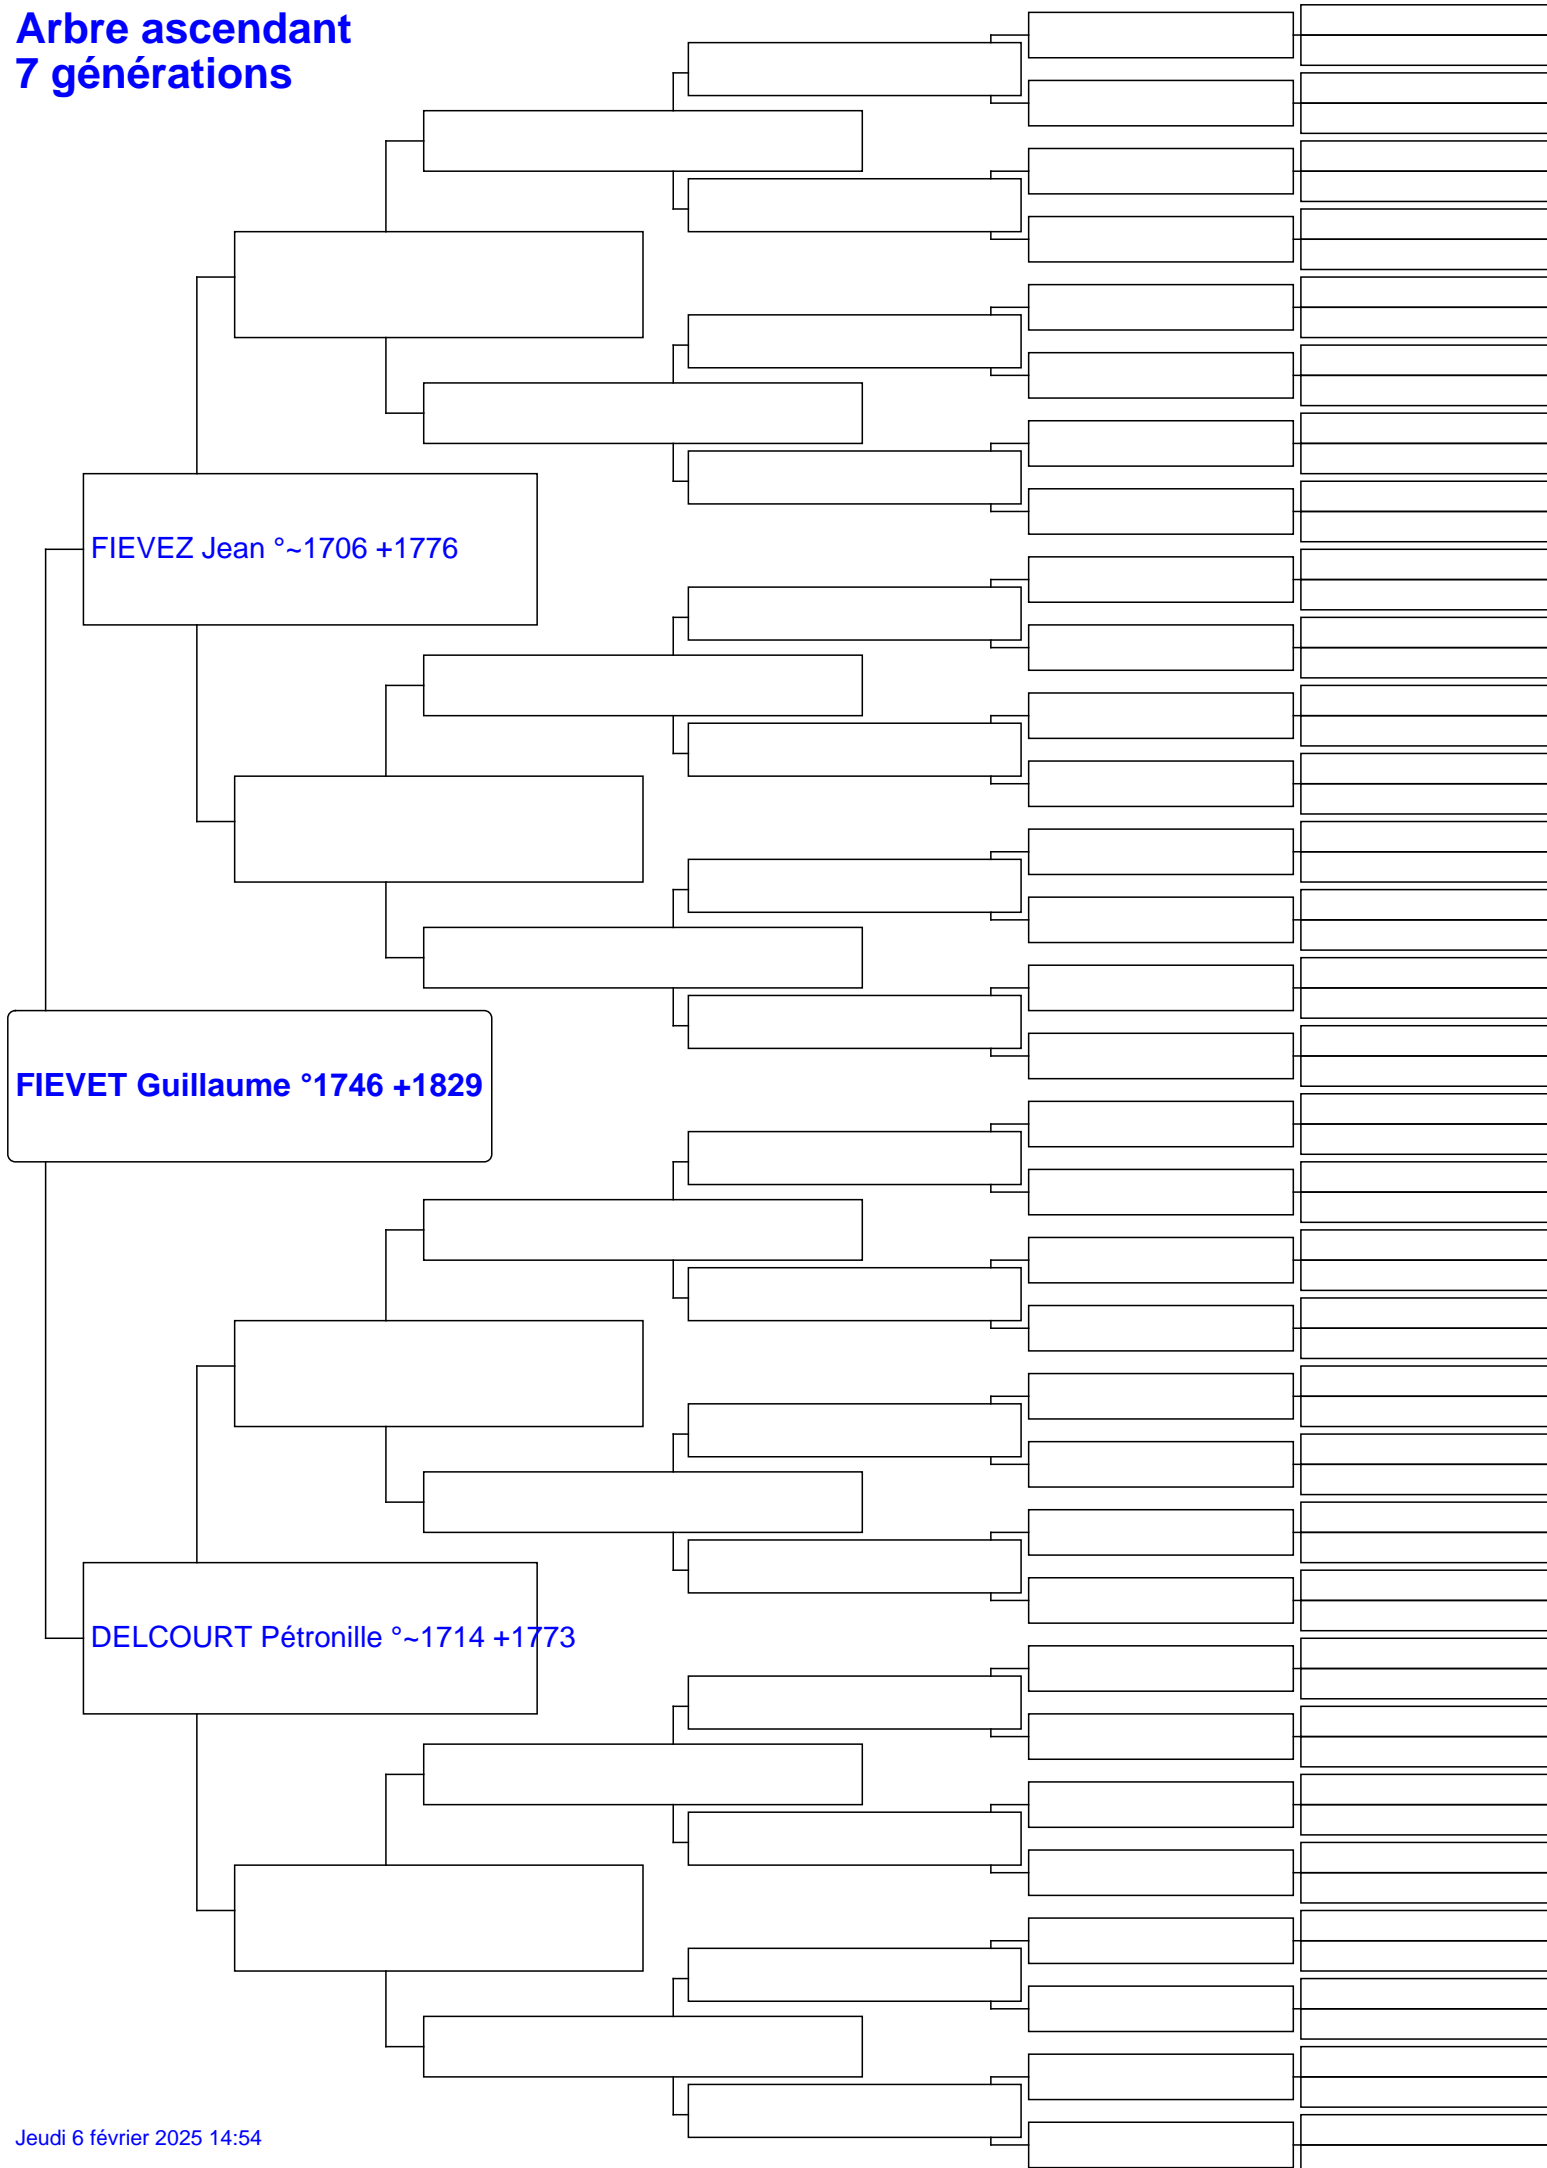 Arbre ascendant
7 générations
FIEVEZ Jean °~1706 +1776
FIEVET Guillaume °1746 +1829
DELCOURT Pétronille °~1714 +1773
Jeudi 6 février 2025 14:54